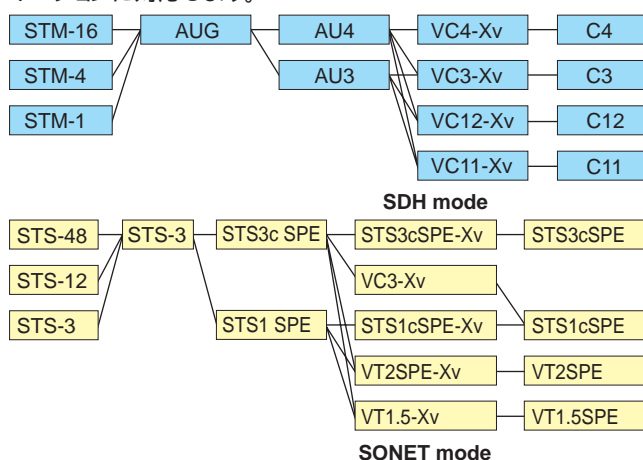 STM-16 AUG AU4 VC4-Xv C4
STM-4 AU3 VC3-Xv C3
STM-1 VC12-Xv C12
VC11-Xv C11
SDH mode
STS-48 STS-3 STS3c SPE STS3cSPE-Xv STS3cSPE
STS-12 VC3-Xv
STS-3 STS1 SPE STS1cSPE-Xv STS1cSPE
VT2SPE-Xv VT2SPE
VT1.5-Xv VT1.5SPE
SONET mode